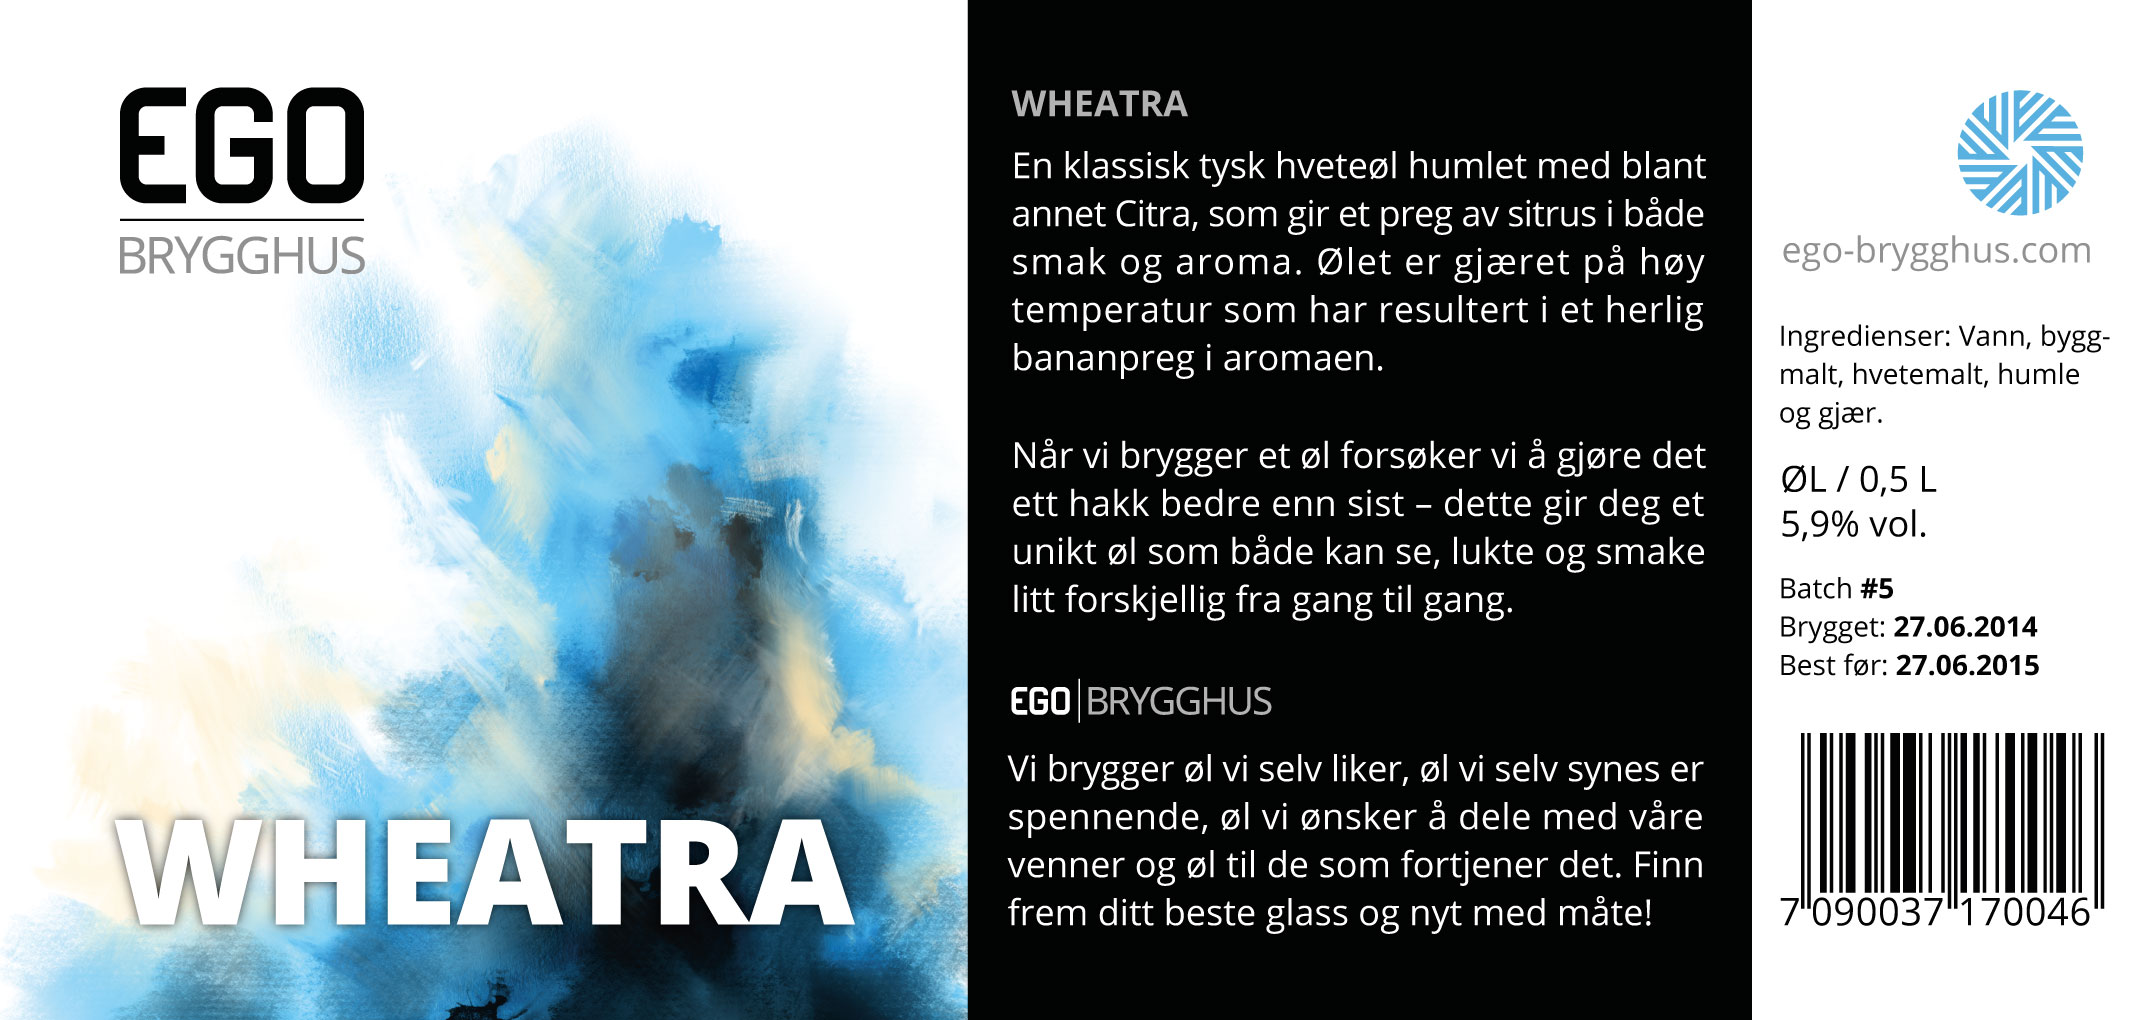 EGO
BRYGGHUS
WHEATRA
WHEATRA
En klassisk tysk hveteøl humlet med blant
annet Citra, som gir et preg av sitrus i både
smak og aroma. Ølet er gjæret på høy
temperatur som har resultert i et herlig
bananpreg i aromaen.
Når vi brygger et øl forsøker vi å gjøre det
ett hakk bedre enn sist – dette gir deg et
unikt øl som både kan se, lukte og smake
litt forskjellig fra gang til gang.
EGO|BRYGGHUS
Vi brygger øl vi selv liker, øl vi selv synes er
spennende, øl vi ønsker å dele med våre
venner og øl til de som fortjener det. Finn
frem ditt beste glass og nyt med måte!
ego-brygghus.com
Ingredienser: Vann, bygg-
malt, hvetemalt, humle
og gjær.
ØL / 0,5 L
5,9% vol.
Batch #5
Brygget: 27.06.2014
Best før: 27.06.2015
7 090037 170046